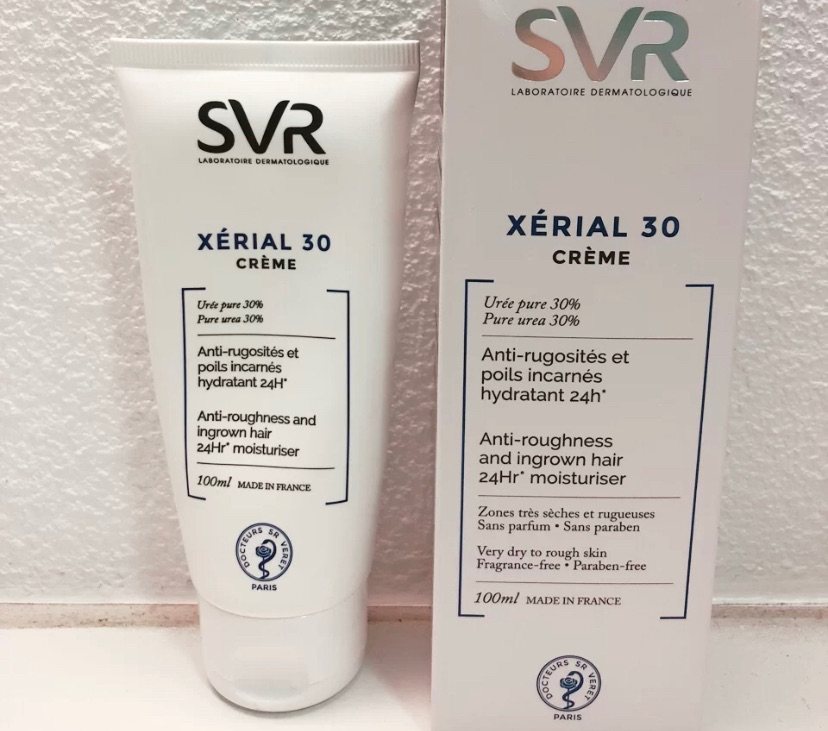 SVR
LABORATOIRE DERMATOLOGIQUE
XÉRIAL 30
CRÈME
Urée pure 30%
Pure urea 30%
Anti-rugosités et
poils incarnés
hydratant 24H*
Anti-roughness and
ingrown hair
24Hr* moisturiser
100ml MADE IN FRANCE
DOCTEURS SR VERET
PARIS
SVR
LABORATOIRE DERMATOLOGIQUE
XÉRIAL 30
CRÈME
Urée pure 30%
Pure urea 30%
Anti-rugosités et
poils incarnés
hydratant 24h*
Anti-roughness
and ingrown hair
24Hr* moisturiser
Zones très sèches et rugueuses
Sans parfum • Sans paraben
Very dry to rough skin
Fragrance-free • Paraben-free
100ml MADE IN FRANCE
DOCTEURS SR VERET
PARIS